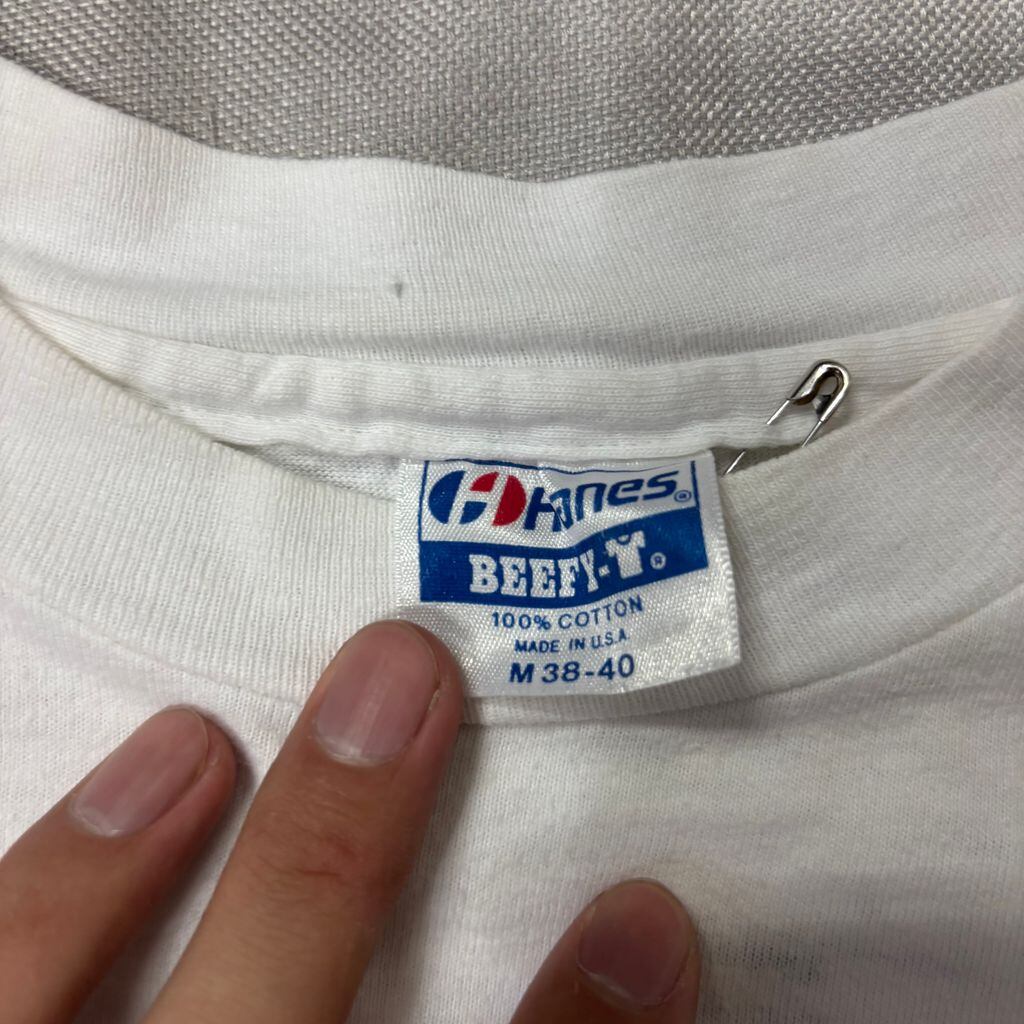 Hanes®
BEEFY-T®
100% COTTON
MADE IN U.S.A.
M 38-40